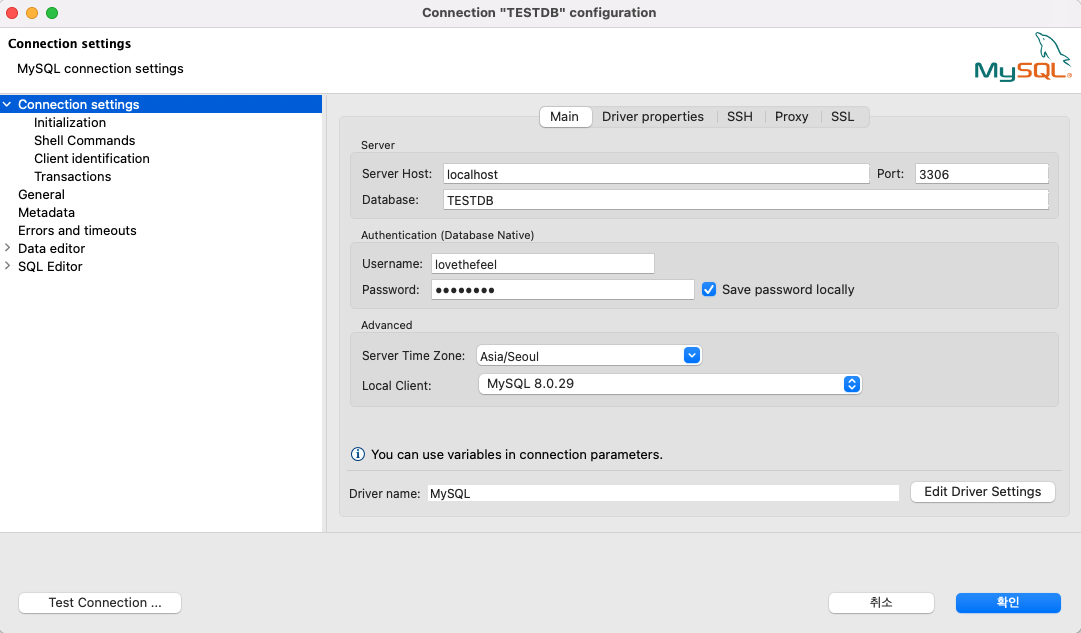 Connection "TESTDB" configuration
Connection settings
MySQL connection settings
MySQL®
Connection settings
Initialization
Shell Commands
Client identification
Transactions
General
Metadata
Errors and timeouts
Data editor
SQL Editor
Main Driver properties SSH Proxy SSL
Server
Server Host: localhost Port: 3306
Database: TESTDB
Authentication (Database Native)
Username: lovethefeel
Password: •••••••• Save password locally
Advanced
Server Time Zone: Asia/Seoul
Local Client: MySQL 8.0.29
You can use variables in connection parameters.
Driver name: MySQL Edit Driver Settings
Test Connection ... 취소 확인